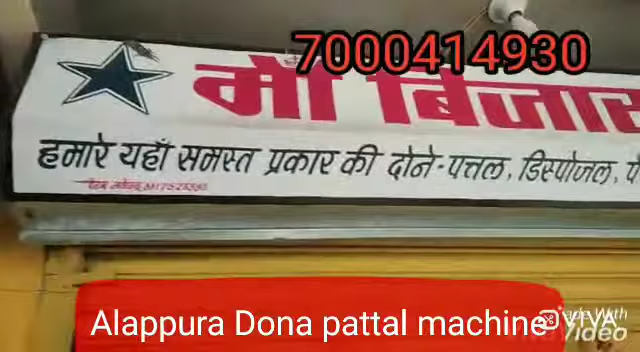 7000414930
माँ बिजास
हमारे यहाँ समस्त प्रकार की दोने-पत्तल, डिस्पोजल,
Alappura Dona pattal machine